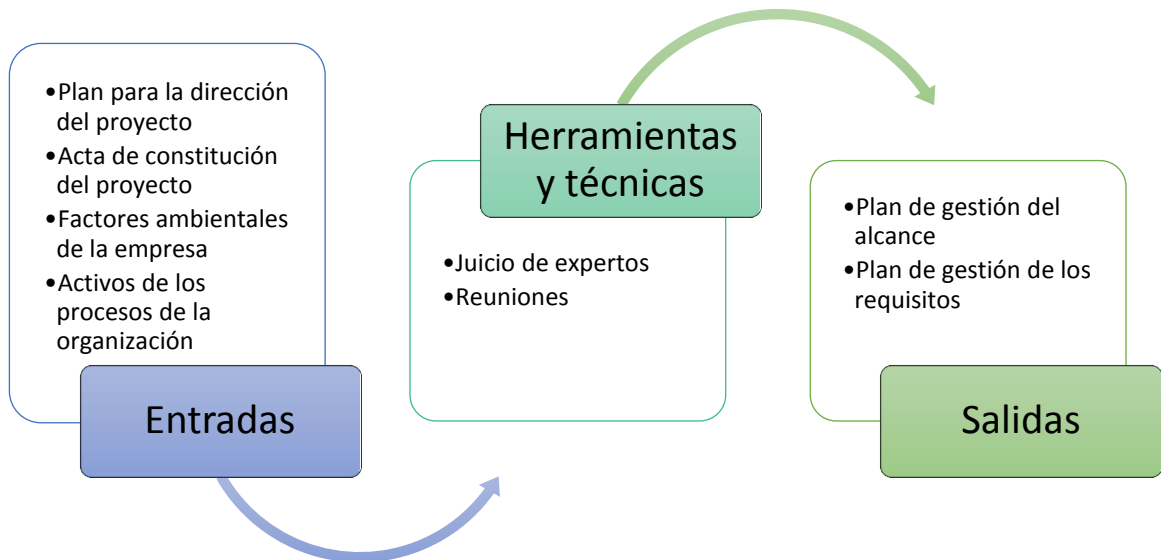 •Plan para la dirección
del proyecto
•Acta de constitución
del proyecto
•Factores ambientales
de la empresa
•Activos de los
procesos de la
organización
Entradas
Herramientas
y técnicas
•Juicio de expertos
•Reuniones
•Plan de gestión del
alcance
•Plan de gestión de los
requisitos
Salidas